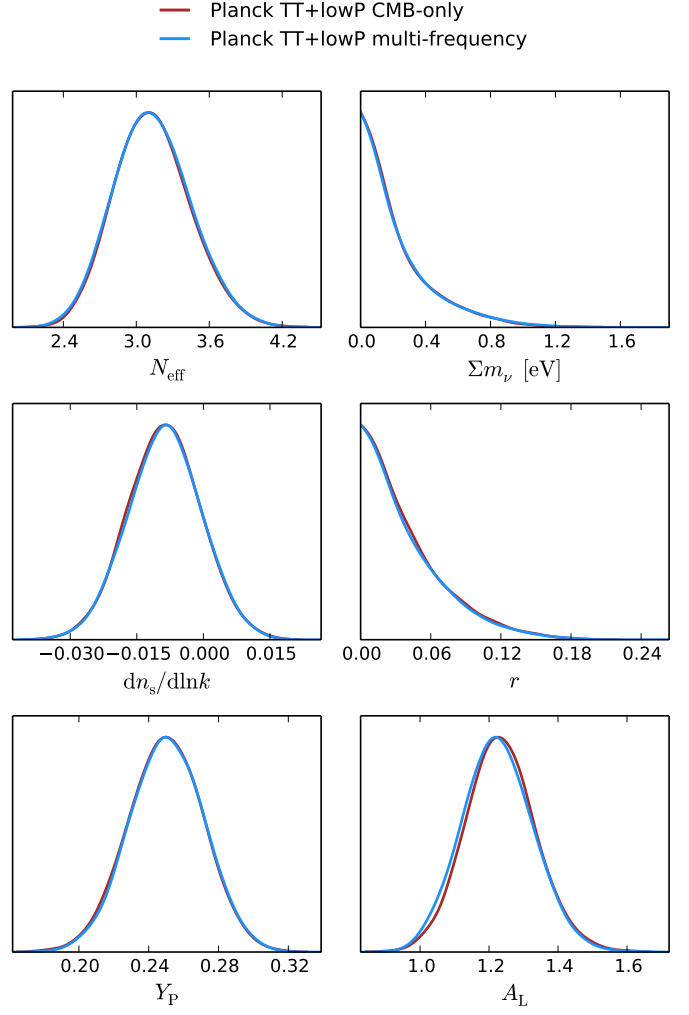 Planck TT+lowP CMB-only
Planck TT+lowP multi-frequency
2.4 3.0 3.6 4.2
N_eff
0.0 0.4 0.8 1.2 1.6
Σm_ν [eV]
−0.030 −0.015 0.000 0.015
dn_s/dlnk
0.00 0.06 0.12 0.18 0.24
r
0.20 0.24 0.28 0.32
Y_P
1.0 1.2 1.4 1.6
A_L